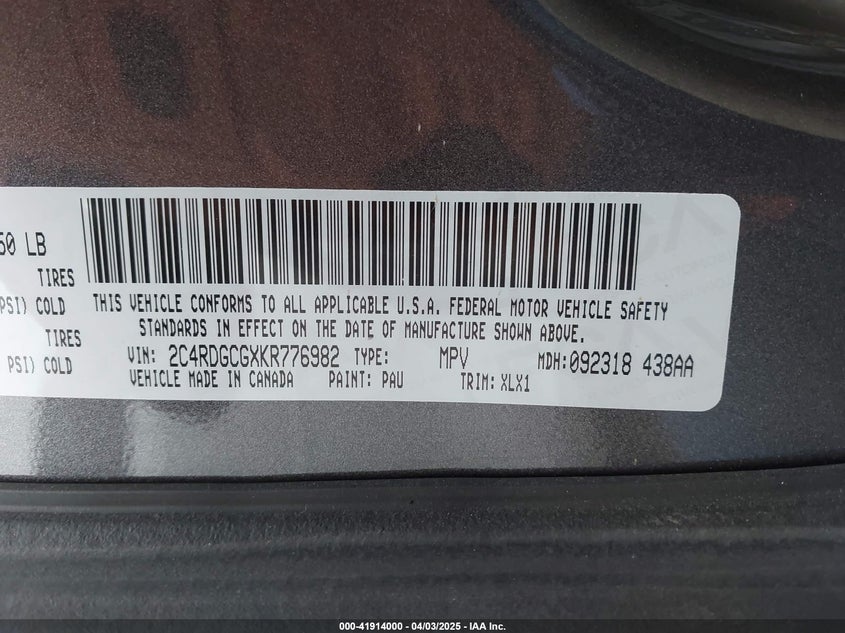 50 LB
TIRES
PSI) COLD
TIRES
PSI) COLD
THIS VEHICLE CONFORMS TO ALL APPLICABLE U.S.A. FEDERAL MOTOR VEHICLE SAFETY
STANDARDS IN EFFECT ON THE DATE OF MANUFACTURE SHOWN ABOVE.
VIN: 2C4RDGCGXKR776982 TYPE: MPV MDH:092318 438AA
VEHICLE MADE IN CANADA PAINT: PAU TRIM: XLX1
000-41914000 - 04/03/2025 - IAA Inc.